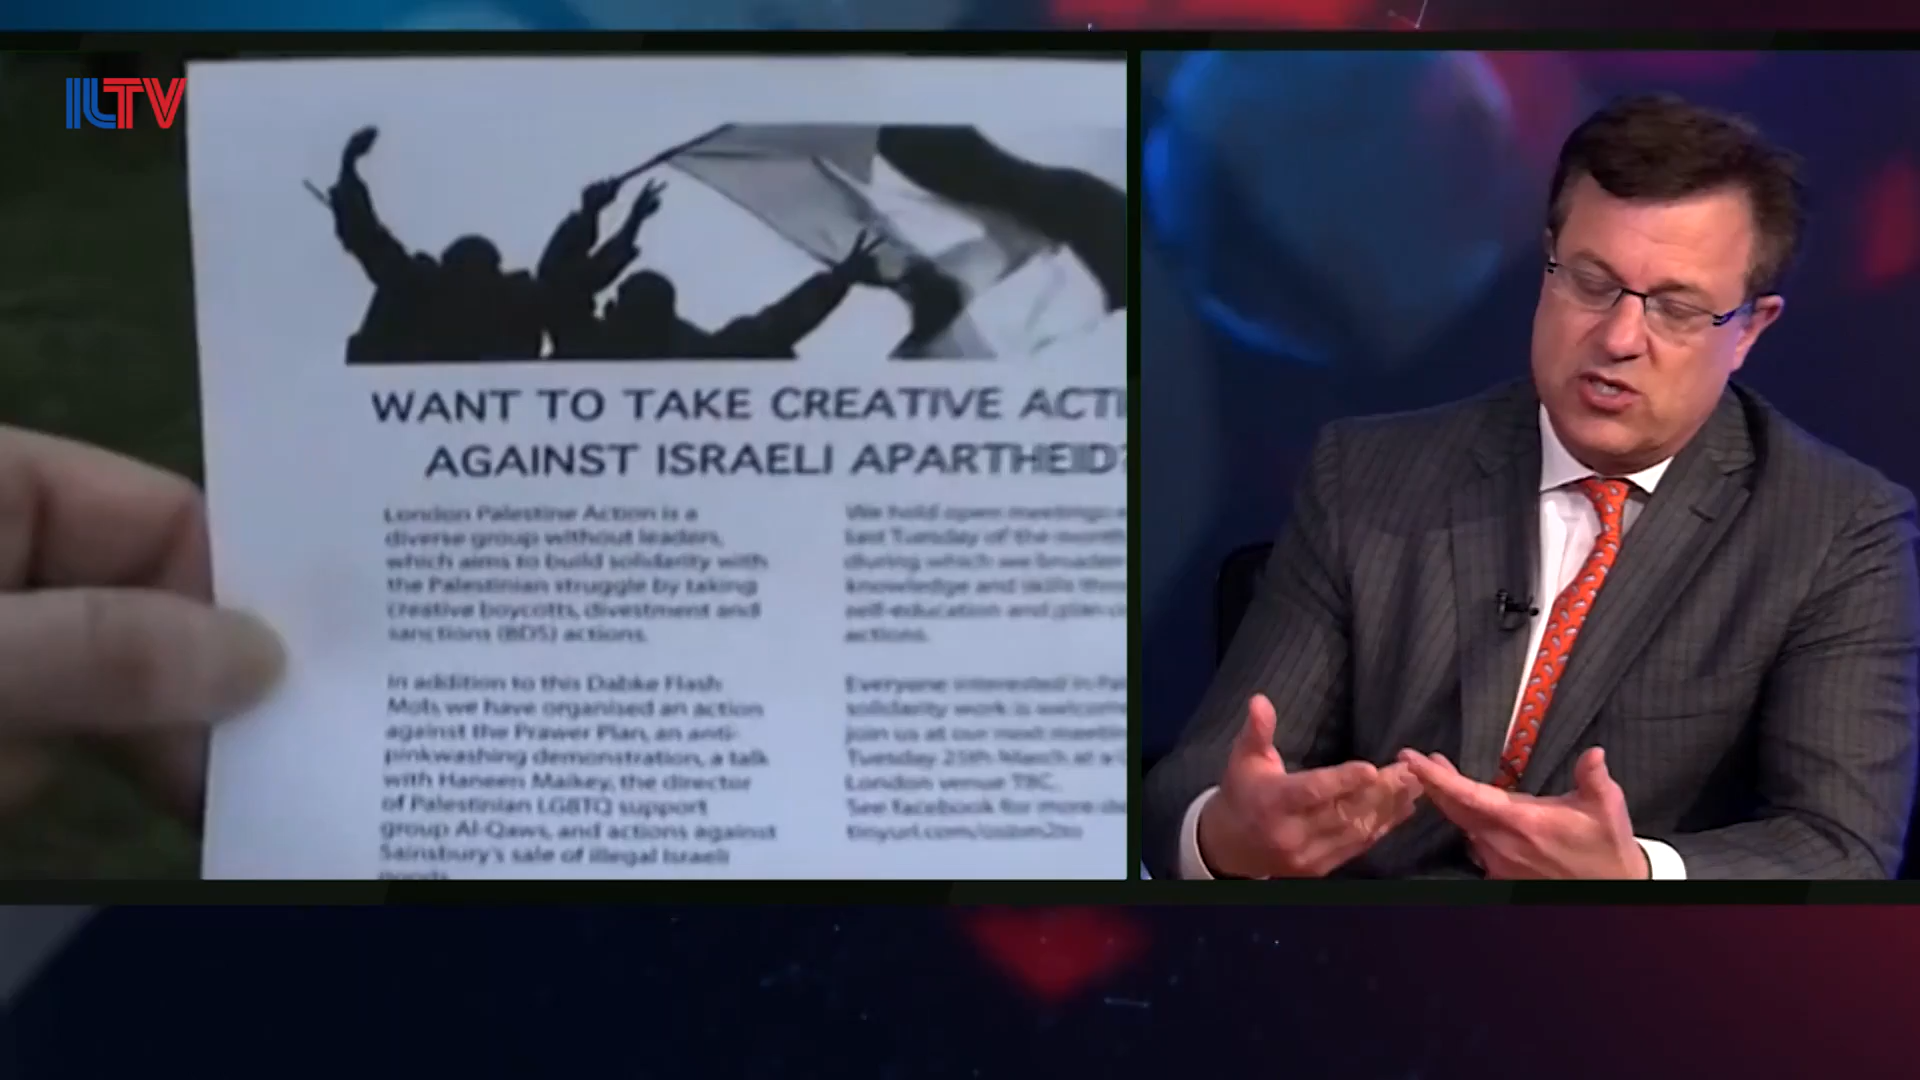 ILTV
WANT TO TAKE CREATIVE ACTI
AGAINST ISRAELI APARTHEID?
London Palestine Action is a
diverse group without leaders,
which aims to build solidarity with
the Palestinian struggle by taking
creative boycotts, divestment and
sanctions (BDS) actions.
In addition to this Dabke Flash
Mob, we have organised an action
against the Prawer Plan, an anti-
pinkwashing demonstration, a talk
with Haneen Maikey, the director
of Palestinian LGBTQ support
group Al-Qaws, and actions against
Sainsbury's sale of illegal Israeli
goods.
We hold open meetings
last Tuesday of the month
during which we broaden
knowledge and skills
self-education and plan
actions.
Everyone interested in
solidarity work is welcome
join us at our next
Tuesday 25th March at a
London venue TBC.
See facebook for more
tinyurl.com/